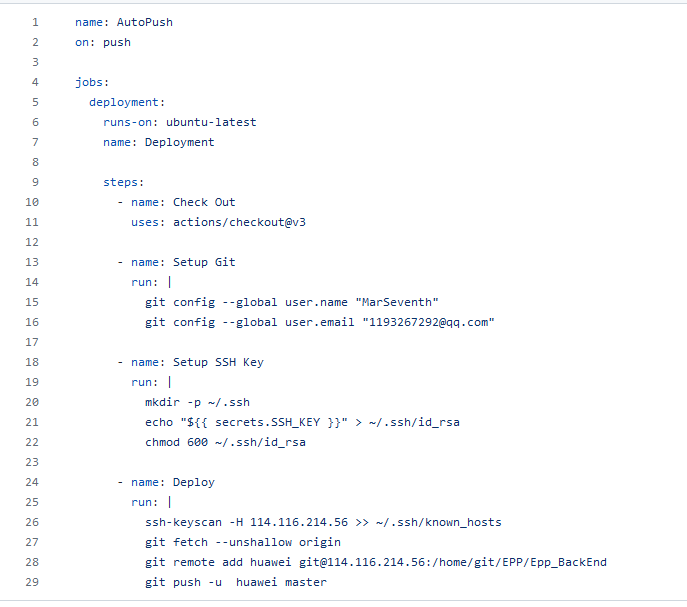 1 name: AutoPush
2 on: push
3
4 jobs:
5   deployment:
6     runs-on: ubuntu-latest
7     name: Deployment
8
9     steps:
10       - name: Check Out
11         uses: actions/checkout@v3
12
13       - name: Setup Git
14         run: |
15           git config --global user.name "MarSeventh"
16           git config --global user.email "1193267292@qq.com"
17
18       - name: Setup SSH Key
19         run: |
20           mkdir -p ~/.ssh
21           echo "${{ secrets.SSH_KEY }}" > ~/.ssh/id_rsa
22           chmod 600 ~/.ssh/id_rsa
23
24       - name: Deploy
25         run: |
26           ssh-keyscan -H 114.116.214.56 >> ~/.ssh/known_hosts
27           git fetch --unshallow origin
28           git remote add huawei git@114.116.214.56:/home/git/EPP/Epp_BackEnd
29           git push -u  huawei master